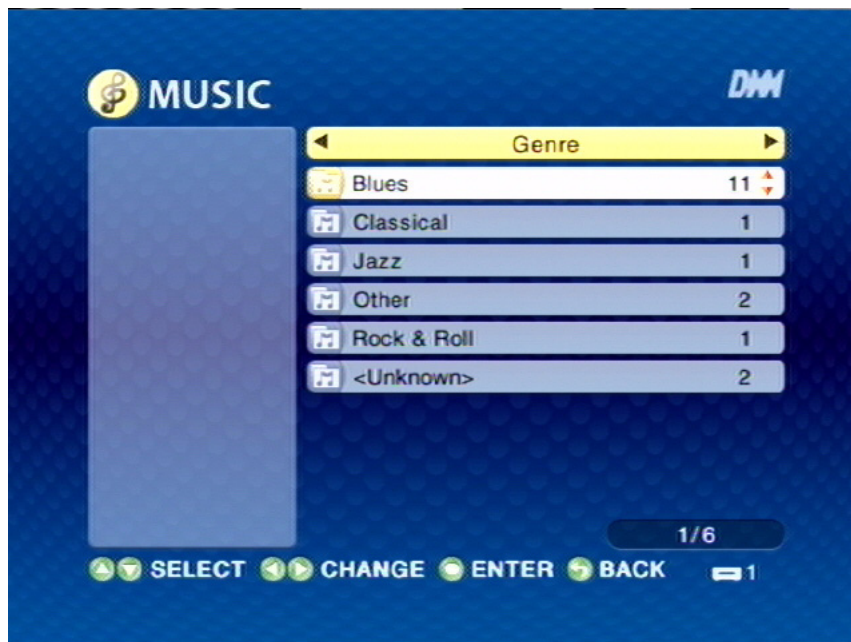 MUSIC
DMM
Genre
Blues 11
Classical 1
Jazz 1
Other 2
Rock & Roll 1
<Unknown> 2
1/6
SELECT CHANGE ENTER BACK 1